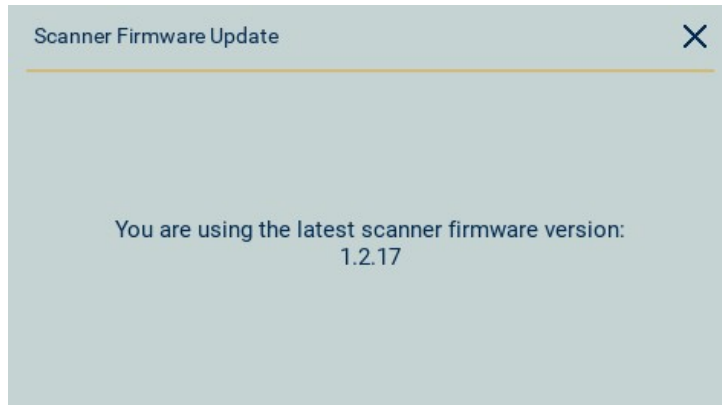 Scanner Firmware Update
You are using the latest scanner firmware version:
1.2.17